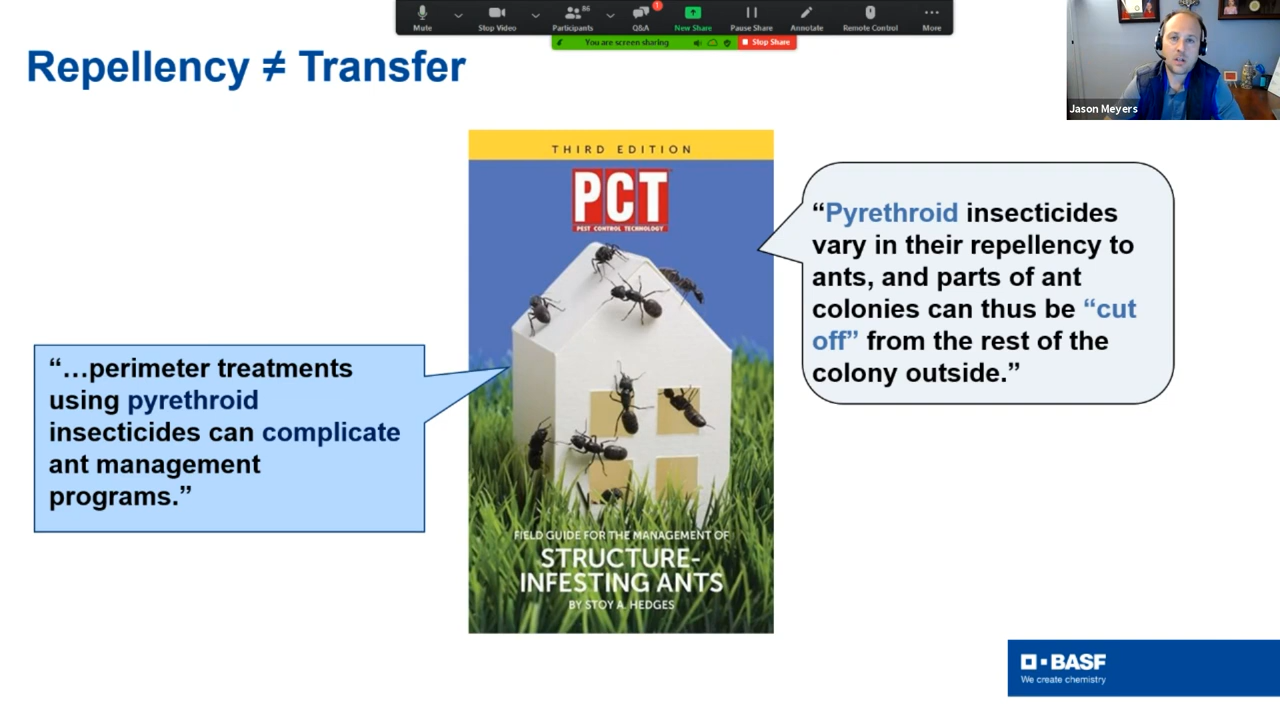 Mute
Stop Video
Participants
86
Q&A
1
New Share
Pause Share
Annotate
Remote Control
More
You are screen sharing
Stop Share
Jason Meyers
Repellency ≠ Transfer
THIRD EDITION
PCT
PEST CONTROL TECHNOLOGY
“Pyrethroid insecticides
vary in their repellency to
ants, and parts of ant
colonies can thus be “cut
off” from the rest of the
colony outside.”
“…perimeter treatments
using pyrethroid
insecticides can complicate
ant management
programs.”
FIELD GUIDE FOR THE MANAGEMENT OF
STRUCTURE-
INFESTING ANTS
BY STOY A. HEDGES
BASF
We create chemistry